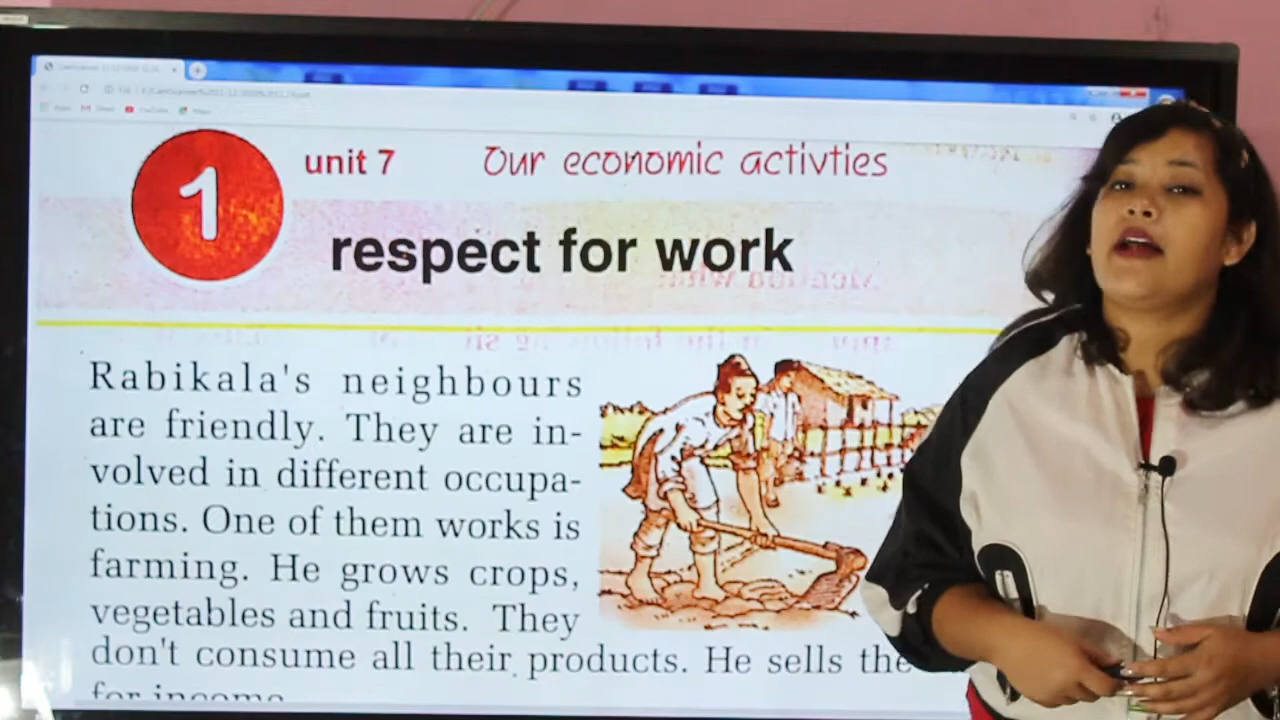 1
unit 7 Our economic activties
respect for work
Rabikala's neighbours
are friendly. They are in-
volved in different occupa-
tions. One of them works is
farming. He grows crops,
vegetables and fruits. They
don't consume all their products. He sells the
for income